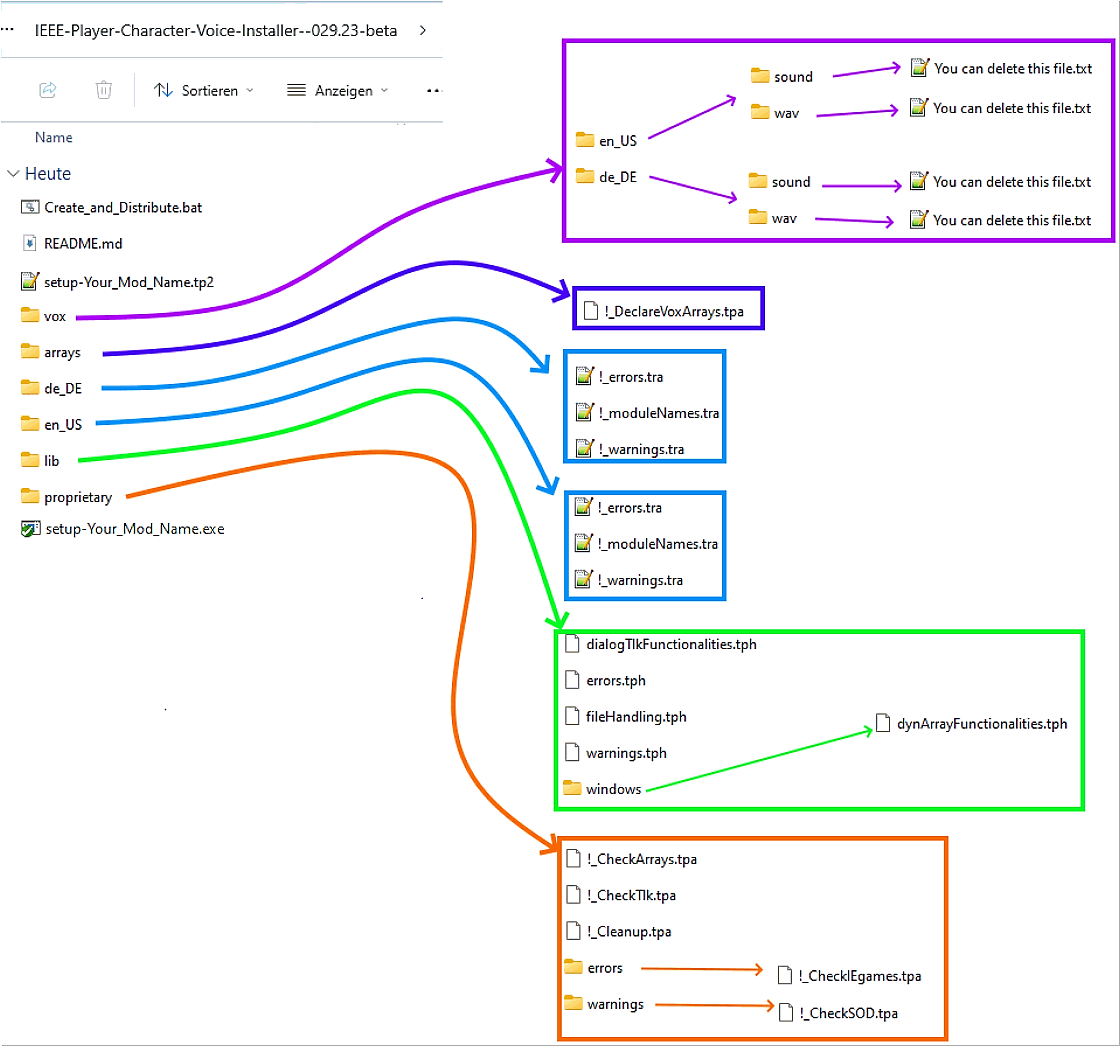 IEEE-Player-Character-Voice-Installer--029.23-beta
Sortieren
Anzeigen
Name
Heute
Create_and_Distribute.bat
README.md
setup-Your_Mod_Name.tp2
vox
arrays
de_DE
en_US
lib
proprietary
setup-Your_Mod_Name.exe
en_US
de_DE
sound
You can delete this file.txt
wav
You can delete this file.txt
sound
You can delete this file.txt
wav
You can delete this file.txt
!_DeclareVoxArrays.tpa
!_errors.tra
!_moduleNames.tra
!_warnings.tra
!_errors.tra
!_moduleNames.tra
!_warnings.tra
dialogTlkFunctionalities.tph
errors.tph
fileHandling.tph
warnings.tph
windows
dynArrayFunctionalities.tph
!_CheckArrays.tpa
!_CheckTlk.tpa
!_Cleanup.tpa
errors
!_CheckIEgames.tpa
warnings
!_CheckSOD.tpa